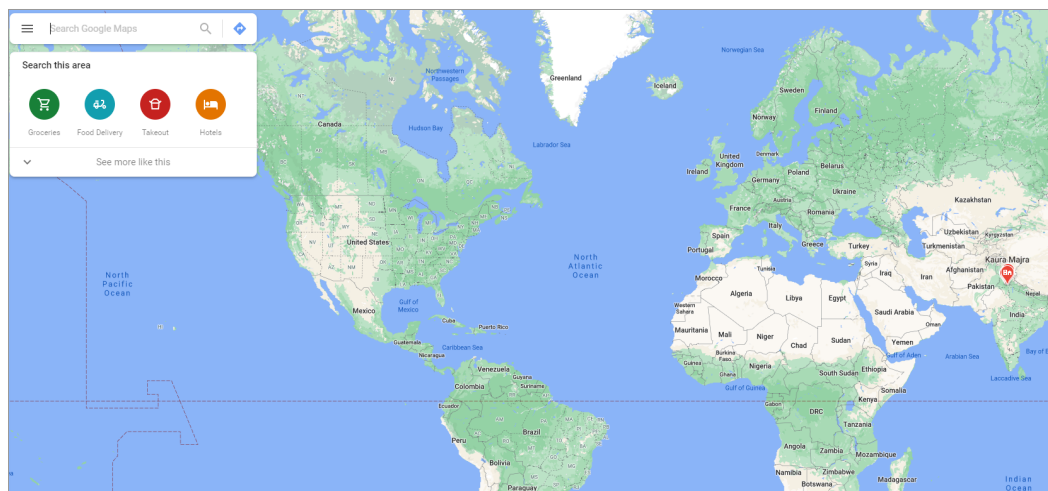 Search Google Maps
Search this area
Groceries
Food Delivery
Takeout
Hotels
See more like this
Greenland
Iceland
Norwegian Sea
Northwestern
Passages
Sweden
Finland
Norway
Canada
Hudson Bay
Labrador Sea
United
Kingdom
Denmark
Ireland
Belarus
Poland
Germany
Ukraine
Austria
Kazakhstan
France
Romania
Italy
Spain
Portugal
Greece
Turkey
Uzbekistan
Kyrgyzstan
Turkmenistan
United States
North
Atlantic
Ocean
North
Pacific
Ocean
Syria
Iraq
Iran
Afghanistan
Kaura Majra
Pakistan
Nepal
Morocco
Tunisia
Algeria
Libya
Egypt
Western
Sahara
Saudi Arabia
India
Gulf of
Mexico
Mexico
Cuba
Puerto Rico
Oman
Mauritania
Mali
Niger
Chad
Sudan
Yemen
Guatemala
Nicaragua
Caribbean Sea
Burkina
Faso
Gulf of Aden
Arabian Sea
Bay of B
Guinea
Ghana
Nigeria
South Sudan
Ethiopia
Laccadive Sea
Venezuela
Guyana
Suriname
Colombia
Gulf of Guinea
Somalia
Ecuador
Gabon
DRC
Kenya
Tanzania
Peru
Brazil
Bolivia
Angola
Zambia
Mozambique
Namibia
Zimbabwe
Botswana
Madagascar
Paraguay
Indian
Ocean